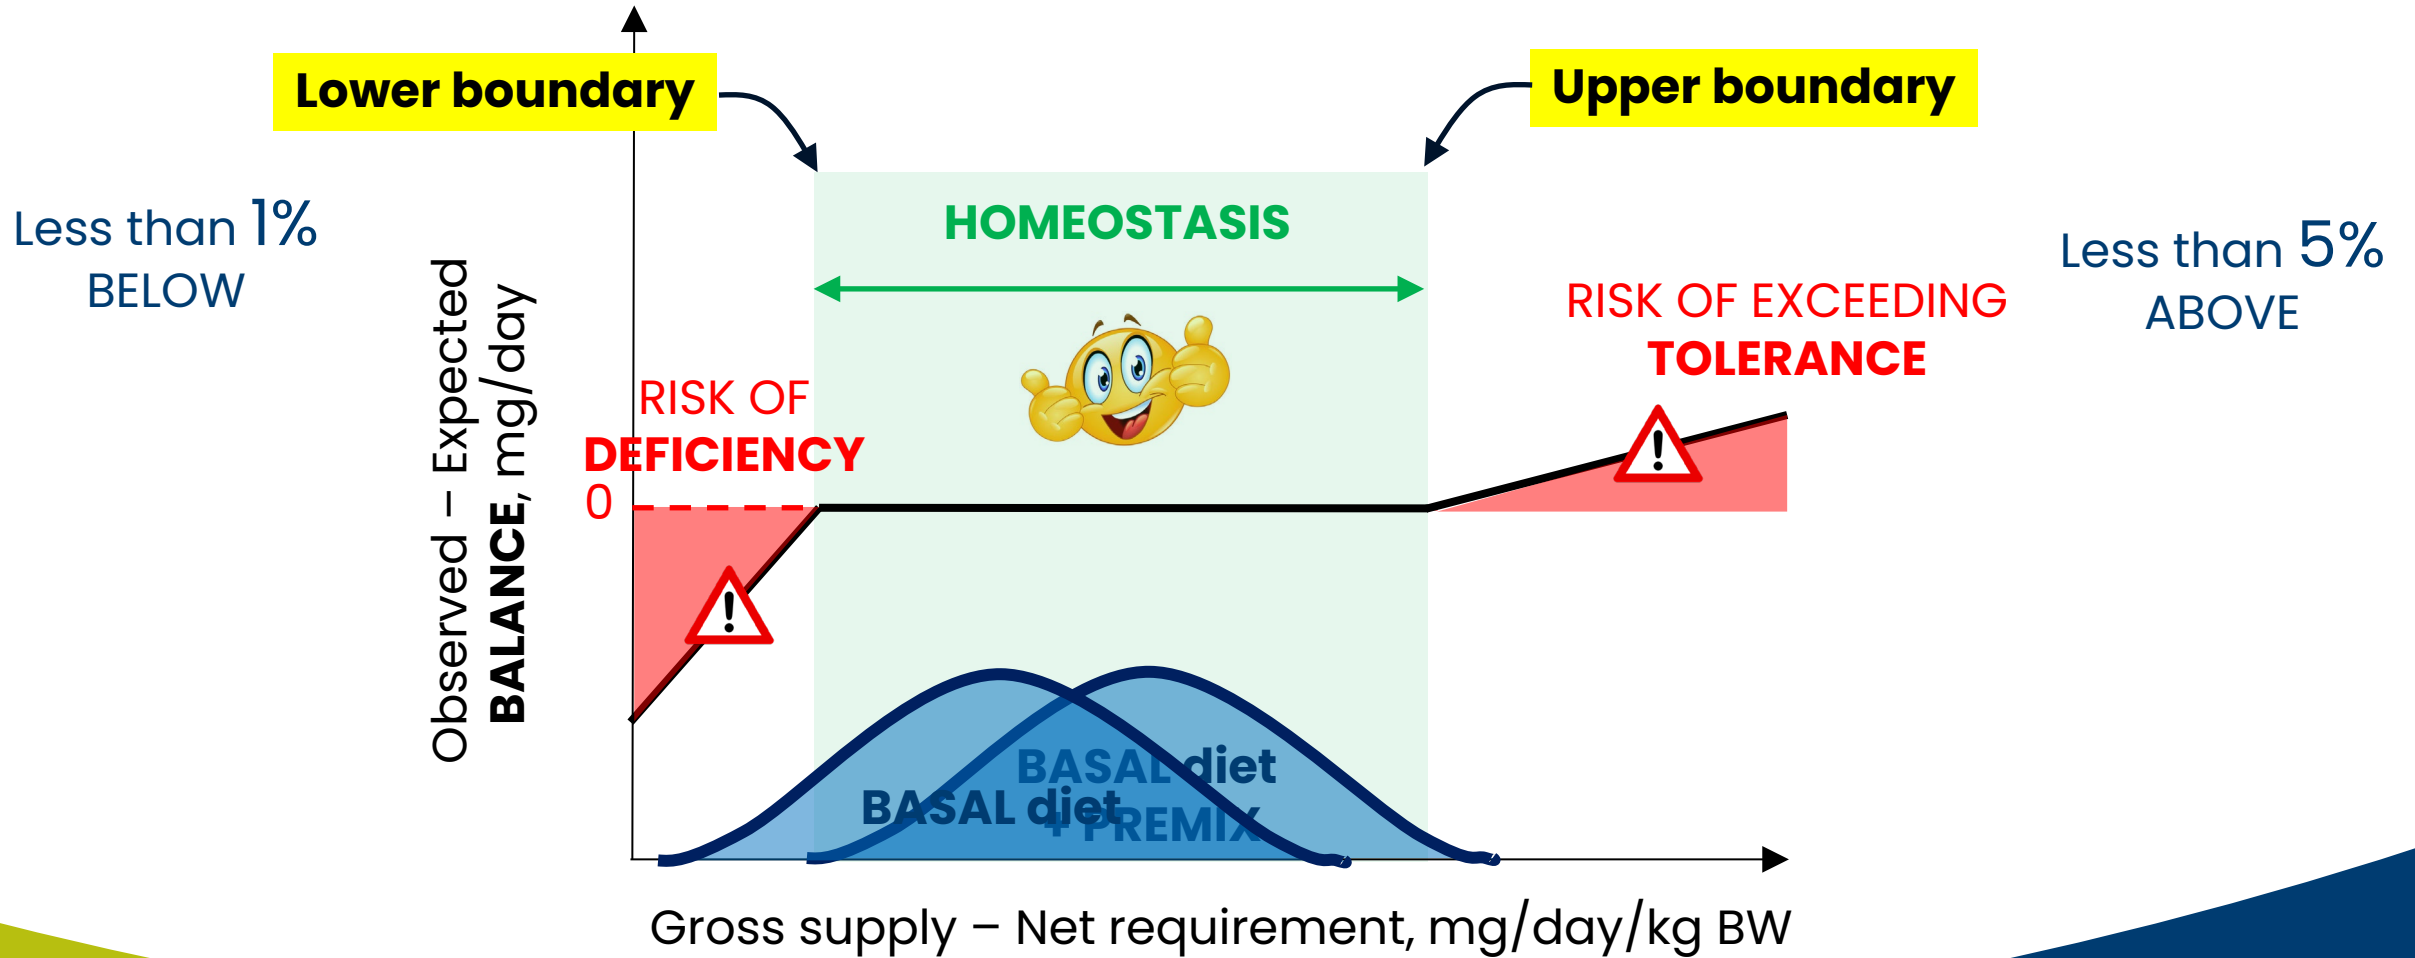 Lower boundary
Upper boundary
Less than 1%
BELOW
HOMEOSTASIS
Less than 5%
ABOVE
RISK OF EXCEEDING
TOLERANCE
RISK OF
DEFICIENCY
0
Observed – Expected
BALANCE, mg/day
BASAL diet
+ PREMIX
BASAL diet
Gross supply – Net requirement, mg/day/kg BW